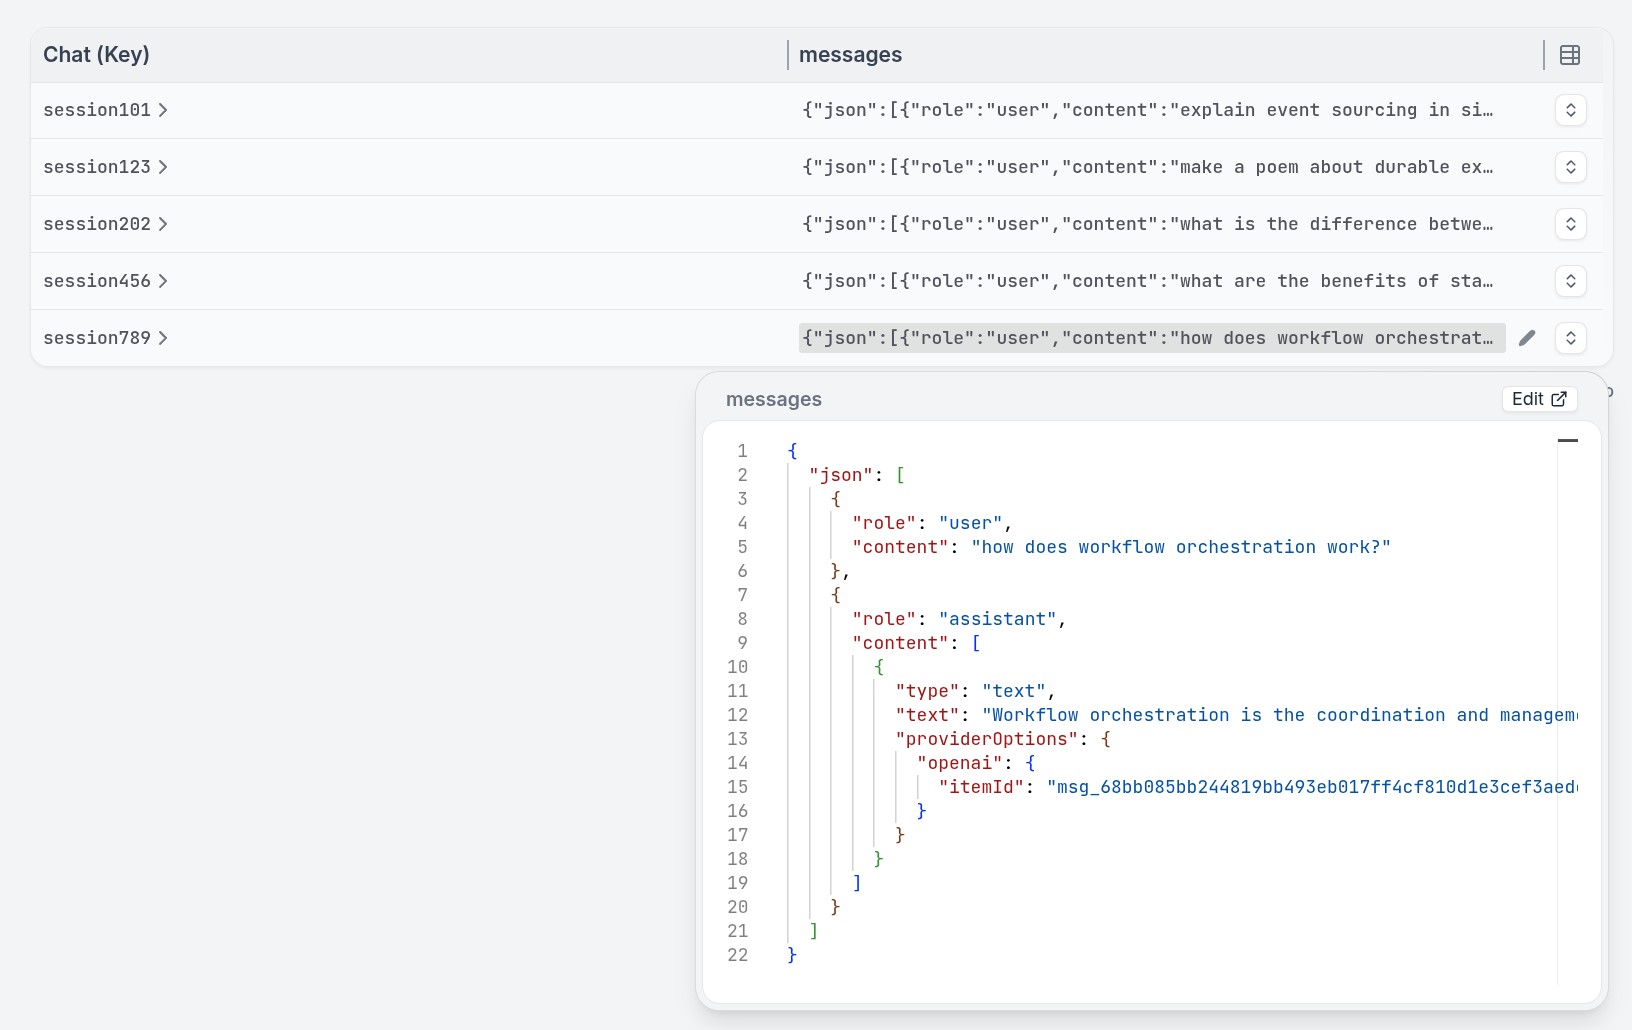 Chat (Key) messages
session101 {"json":[{"role":"user","content":"explain event sourcing in si…
session123 {"json":[{"role":"user","content":"make a poem about durable ex…
session202 {"json":[{"role":"user","content":"what is the difference betwe…
session456 {"json":[{"role":"user","content":"what are the benefits of sta…
session789 {"json":[{"role":"user","content":"how does workflow orchestrat…
messages Edit
1 {
2 "json": [
3 {
4 "role": "user",
5 "content": "how does workflow orchestration work?"
6 },
7 {
8 "role": "assistant",
9 "content": [
10 {
11 "type": "text",
12 "text": "Workflow orchestration is the coordination and managem
13 "providerOptions": {
14 "openai": {
15 "itemId": "msg_68bb085bb244819bb493eb017ff4cf810d1e3cef3aed
16 }
17 }
18 }
19 ]
20 }
21 ]
22 }